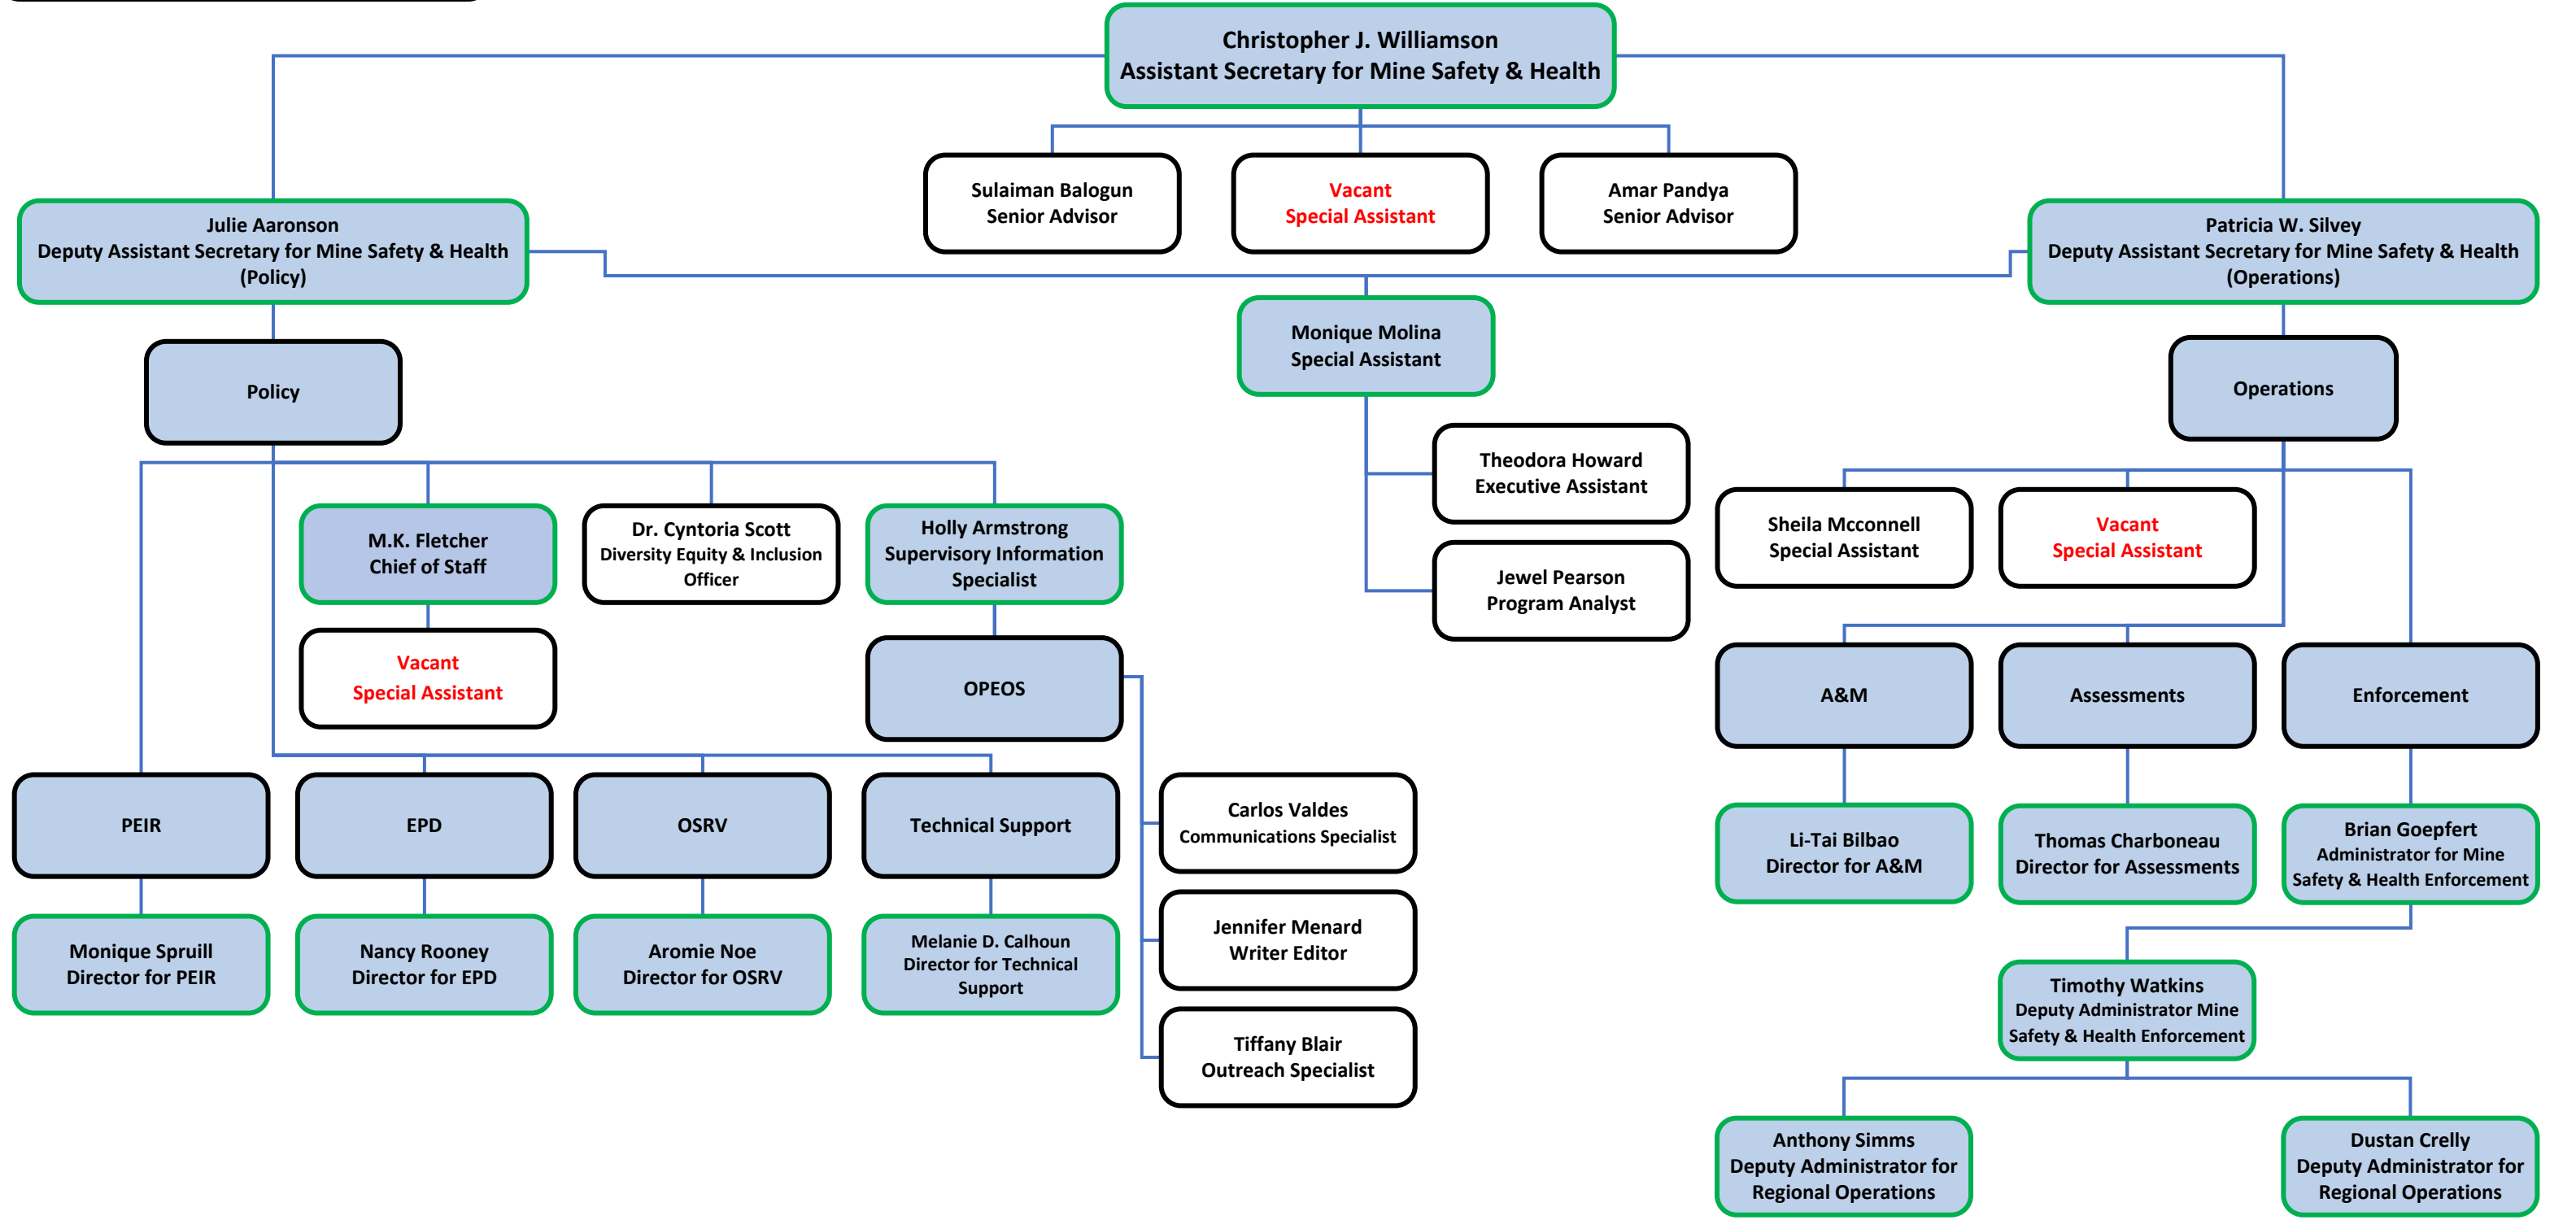 Christopher J. Williamson
Assistant Secretary for Mine Safety & Health
Sulaiman Balogun
Senior Advisor
Vacant
Special Assistant
Amar Pandya
Senior Advisor
Julie Aaronson
Deputy Assistant Secretary for Mine Safety & Health
(Policy)
Patricia W. Silvey
Deputy Assistant Secretary for Mine Safety & Health
(Operations)
Monique Molina
Special Assistant
Policy
Operations
Theodora Howard
Executive Assistant
Jewel Pearson
Program Analyst
M.K. Fletcher
Chief of Staff
Dr. Cyntoria Scott
Diversity Equity & Inclusion
Officer
Holly Armstrong
Supervisory Information
Specialist
Sheila Mcconnell
Special Assistant
Vacant
Special Assistant
Vacant
Special Assistant
OPEOS
A&M
Assessments
Enforcement
PEIR
EPD
OSRV
Technical Support
Carlos Valdes
Communications Specialist
Li-Tai Bilbao
Director for A&M
Thomas Charboneau
Director for Assessments
Brian Goepfert
Administrator for Mine
Safety & Health Enforcement
Monique Spruill
Director for PEIR
Nancy Rooney
Director for EPD
Aromie Noe
Director for OSRV
Melanie D. Calhoun
Director for Technical
Support
Jennifer Menard
Writer Editor
Tiffany Blair
Outreach Specialist
Timothy Watkins
Deputy Administrator Mine
Safety & Health Enforcement
Anthony Simms
Deputy Administrator for
Regional Operations
Dustan Crelly
Deputy Administrator for
Regional Operations